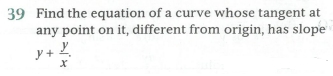 39 Find the equation of a curve whose tangent at
any point on it, different from origin, has slope
y + y/x.